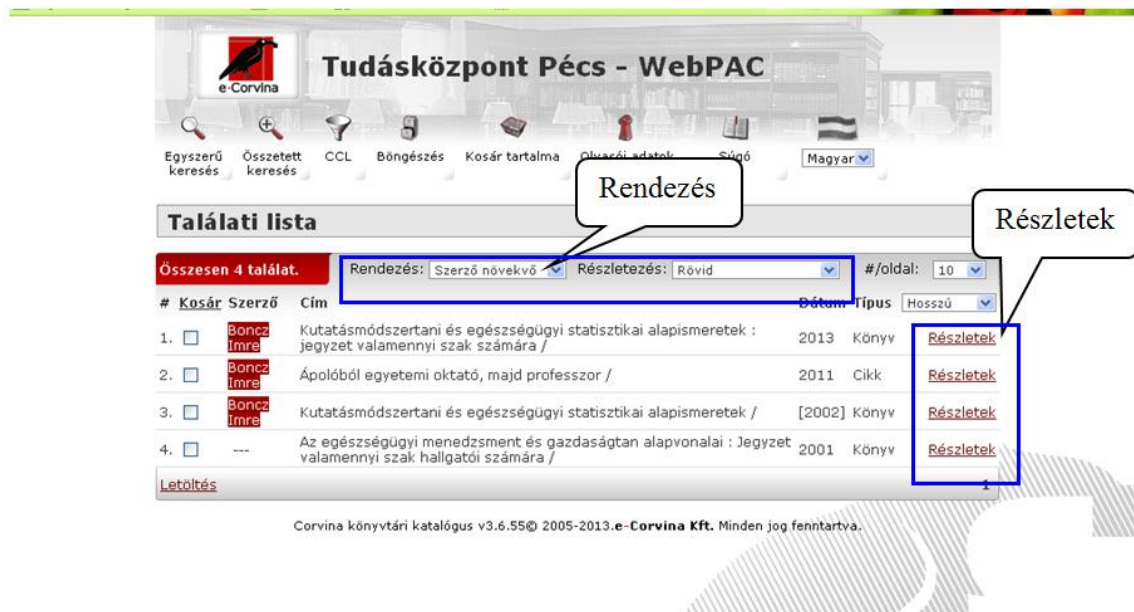 e-Corvina
Tudásközpont Pécs - WebPAC
Egyszerű keresés
Összetett keresés
CCL
Böngészés
Kosár tartalma
Olvasói adatok
Súgó
Magyar
Rendezés
Részletek
Találati lista
Összesen 4 találat.
Rendezés: Szerző növekvő Részletezés: Rövid #/oldal: 10
# Kosár Szerző Cím Dátum Típus Hosszú
1. Boncz Imre Kutatásmódszertani és egészségügyi statisztikai alapismeretek :
jegyzet valamennyi szak számára / 2013 Könyv Részletek
2. Boncz Imre Ápolóból egyetemi oktató, majd professzor / 2011 Cikk Részletek
3. Boncz Imre Kutatásmódszertani és egészségügyi statisztikai alapismeretek / [2002] Könyv Részletek
4. --- Az egészségügyi menedzsment és gazdaságtan alapvonalai : Jegyzet
valamennyi szak hallgatói számára / 2001 Könyv Részletek
Letöltés 1
Corvina könyvtári katalógus v3.6.55© 2005-2013.e-Corvina Kft. Minden jog fenntartva.